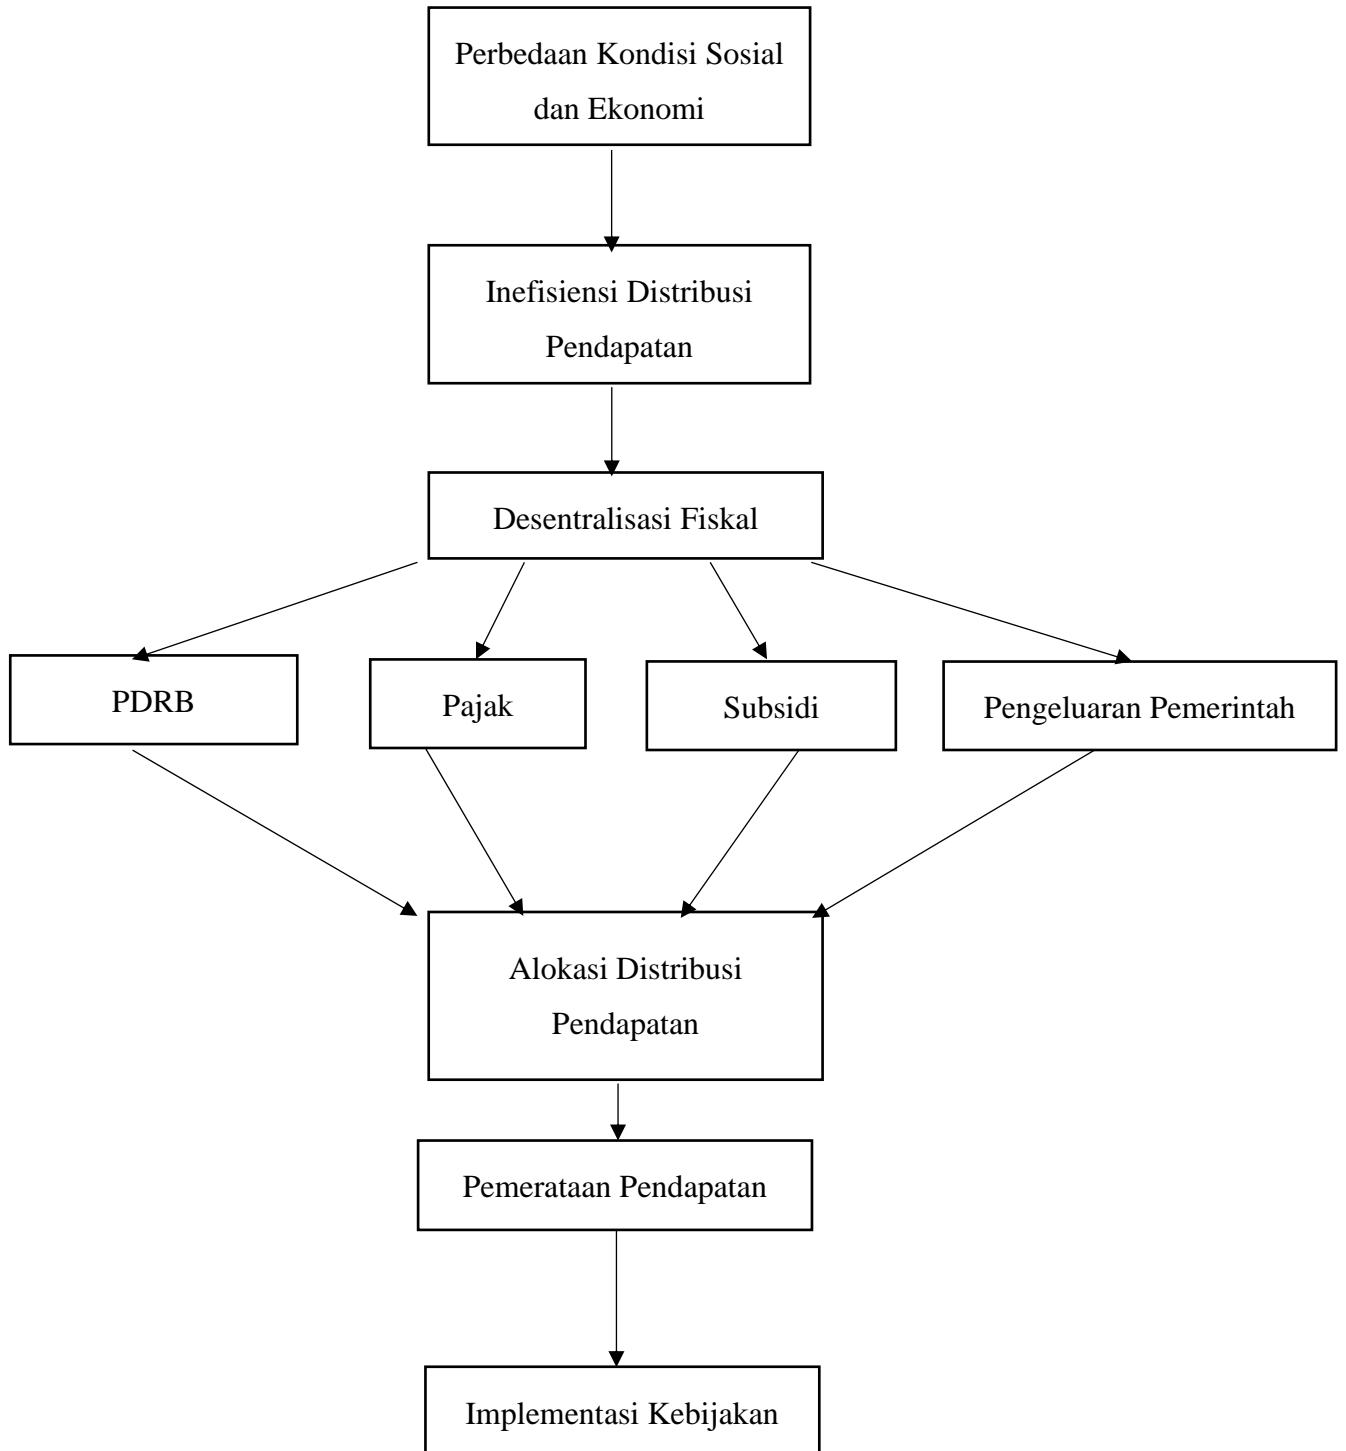 Perbedaan Kondisi Sosial
dan Ekonomi
Inefisiensi Distribusi
Pendapatan
Desentralisasi Fiskal
PDRB
Pajak
Subsidi
Pengeluaran Pemerintah
Alokasi Distribusi
Pendapatan
Pemerataan Pendapatan
Implementasi Kebijakan